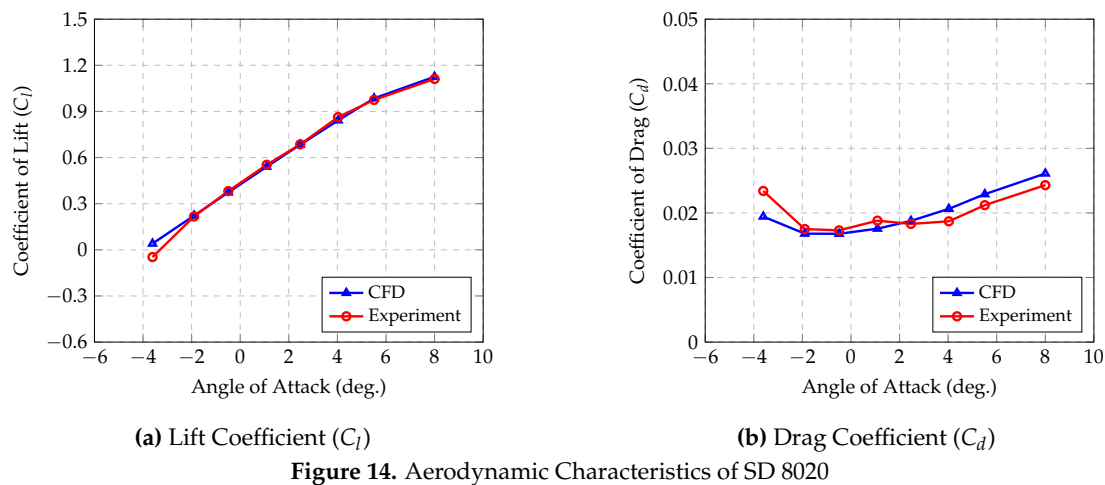 1.5
1.2
0.9
0.6
0.3
0
−0.3
−0.6
−6 −4 −2 0 2 4 6 8 10
Coefficient of Lift (Cl)
Angle of Attack (deg.)
CFD
Experiment
(a) Lift Coefficient (Cl)
0.05
0.04
0.03
0.02
0.01
0
−6 −4 −2 0 2 4 6 8 10
Coefficient of Drag (Cd)
Angle of Attack (deg.)
CFD
Experiment
(b) Drag Coefficient (Cd)
Figure 14. Aerodynamic Characteristics of SD 8020